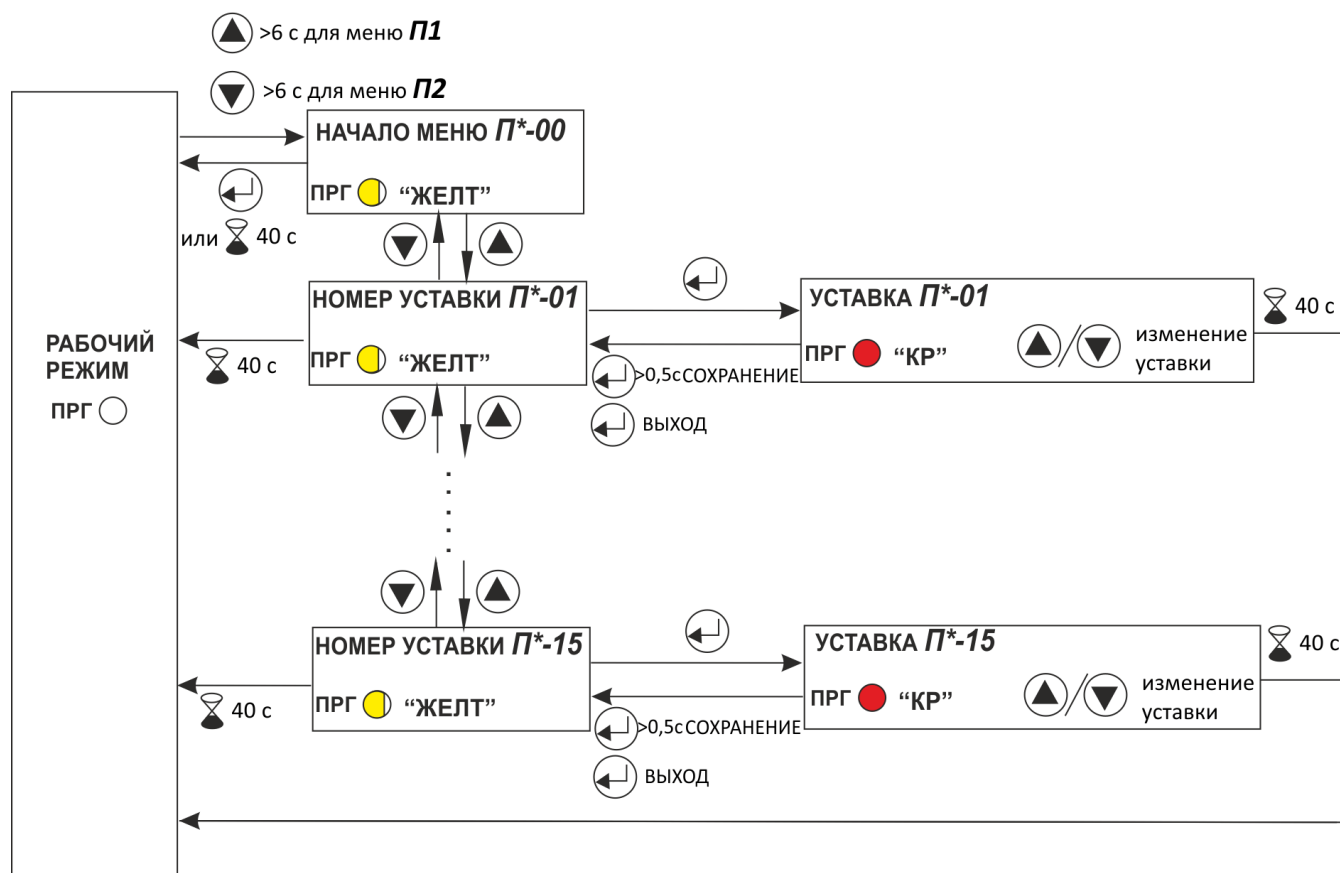 >6 с для меню П1
>6 с для меню П2
НАЧАЛО МЕНЮ П*-00
ПРГ “ЖЕЛТ”
или 40 с
НОМЕР УСТАВКИ П*-01
ПРГ “ЖЕЛТ”
40 с
УСТАВКА П*-01
ПРГ “КР”
изменение
уставки
40 с
>0,5с СОХРАНЕНИЕ
ВЫХОД
РАБОЧИЙ
РЕЖИМ
ПРГ
НОМЕР УСТАВКИ П*-15
ПРГ “ЖЕЛТ”
40 с
УСТАВКА П*-15
ПРГ “КР”
изменение
уставки
40 с
>0,5с СОХРАНЕНИЕ
ВЫХОД